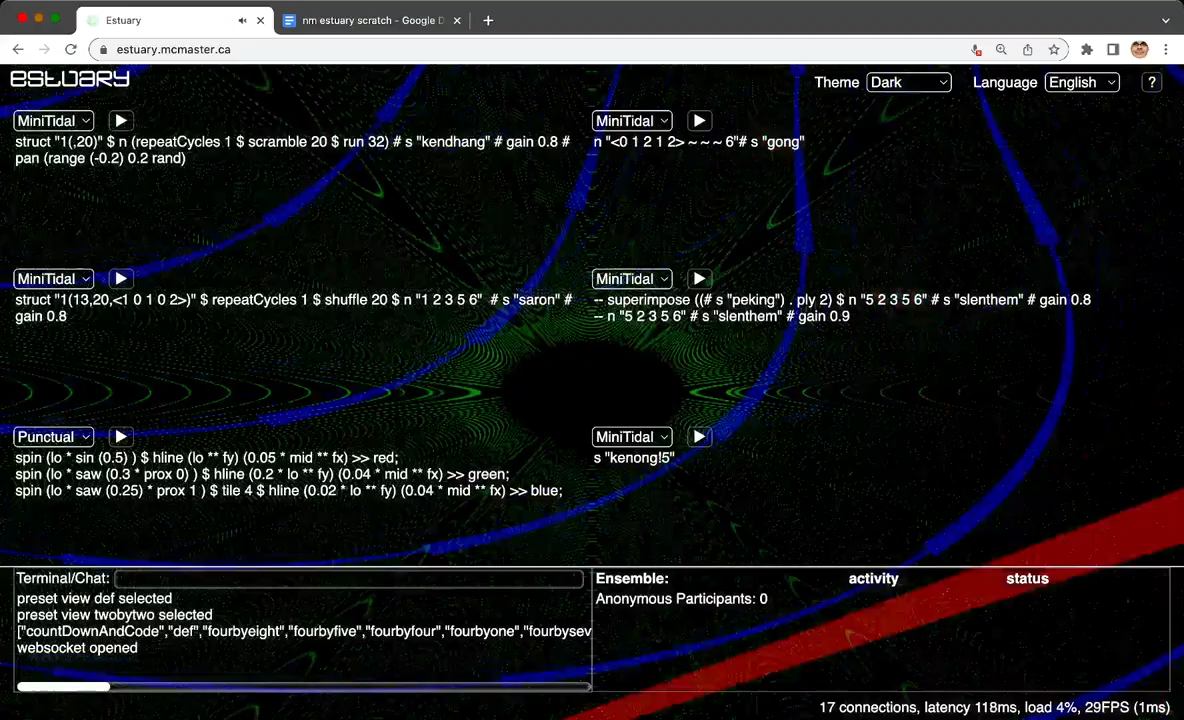 Estuary
nm estuary scratch - Google D
estuary.mcmaster.ca
estuary
Theme Dark Language English ?
MiniTidal
struct "1(,20)" $ n (repeatCycles 1 $ scramble 20 $ run 32) # s "kendhang" # gain 0.8 #
pan (range (-0.2) 0.2 rand)
MiniTidal
n "<0 1 2 1 2> ~ ~ ~ 6"# s "gong"
MiniTidal
struct "1(13,20,<1 0 1 0 2>)" $ repeatCycles 1 $ shuffle 20 $ n "1 2 3 5 6" # s "saron" #
gain 0.8
MiniTidal
-- superimpose ((# s "peking") . ply 2) $ n "5 2 3 5 6" # s "slenthem" # gain 0.8
-- n "5 2 3 5 6" # s "slenthem" # gain 0.9
Punctual
spin (lo * sin (0.5) ) $ hline (lo ** fy) (0.05 * mid ** fx) >> red;
spin (lo * saw (0.3 * prox 0) ) $ hline (0.2 * lo ** fy) (0.04 * mid ** fx) >> green;
spin (lo * saw (0.25) * prox 1 ) $ tile 4 $ hline (0.02 * lo ** fy) (0.04 * mid ** fx) >> blue;
MiniTidal
s "kenong!5"
Terminal/Chat:
preset view def selected
preset view twobytwo selected
["countDownAndCode","def","fourbyeight","fourbyfive","fourbyfour","fourbyone","fourbysev
websocket opened
Ensemble: activity status
Anonymous Participants: 0
17 connections, latency 118ms, load 4%, 29FPS (1ms)